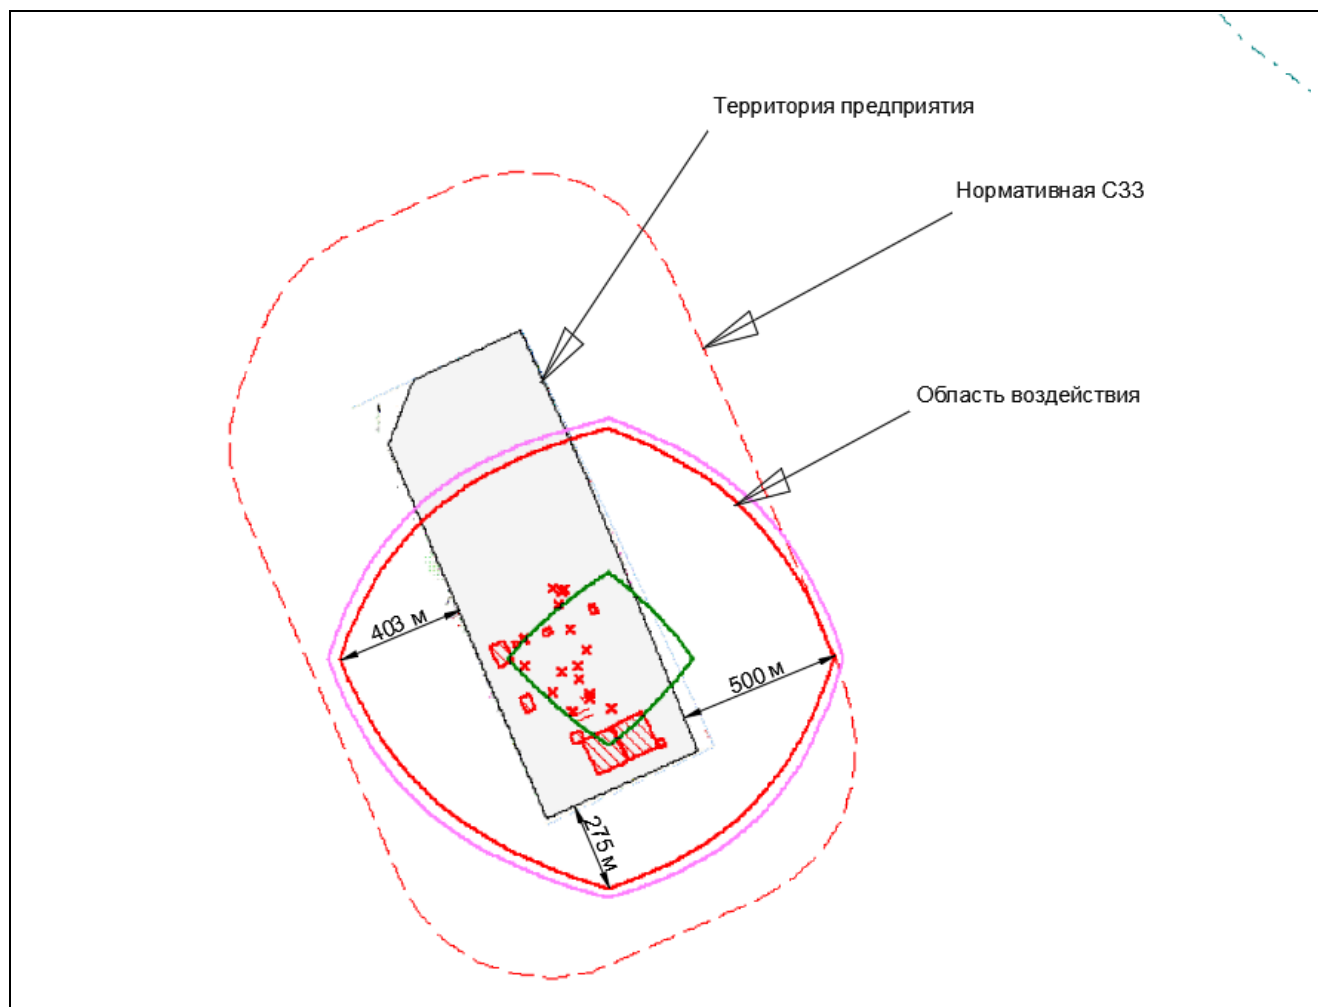 Территория предприятия
Нормативная СЗЗ
Область воздействия
403 м
500 м
275 м